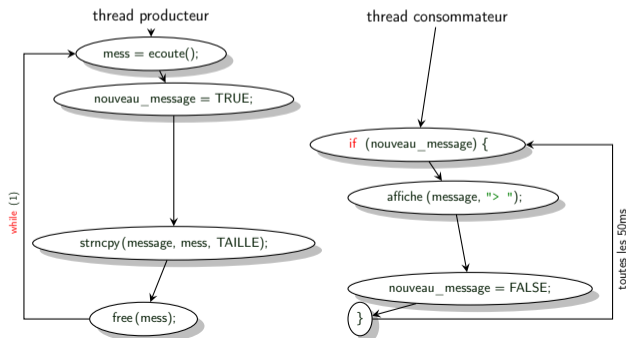 thread producteur
mess = ecoute();
nouveau_message = TRUE;
strncpy(message, mess, TAILLE);
free(mess);
while (1)
thread consommateur
if (nouveau_message) {
affiche(message, "> ");
nouveau_message = FALSE;
}
toutes les 50ms